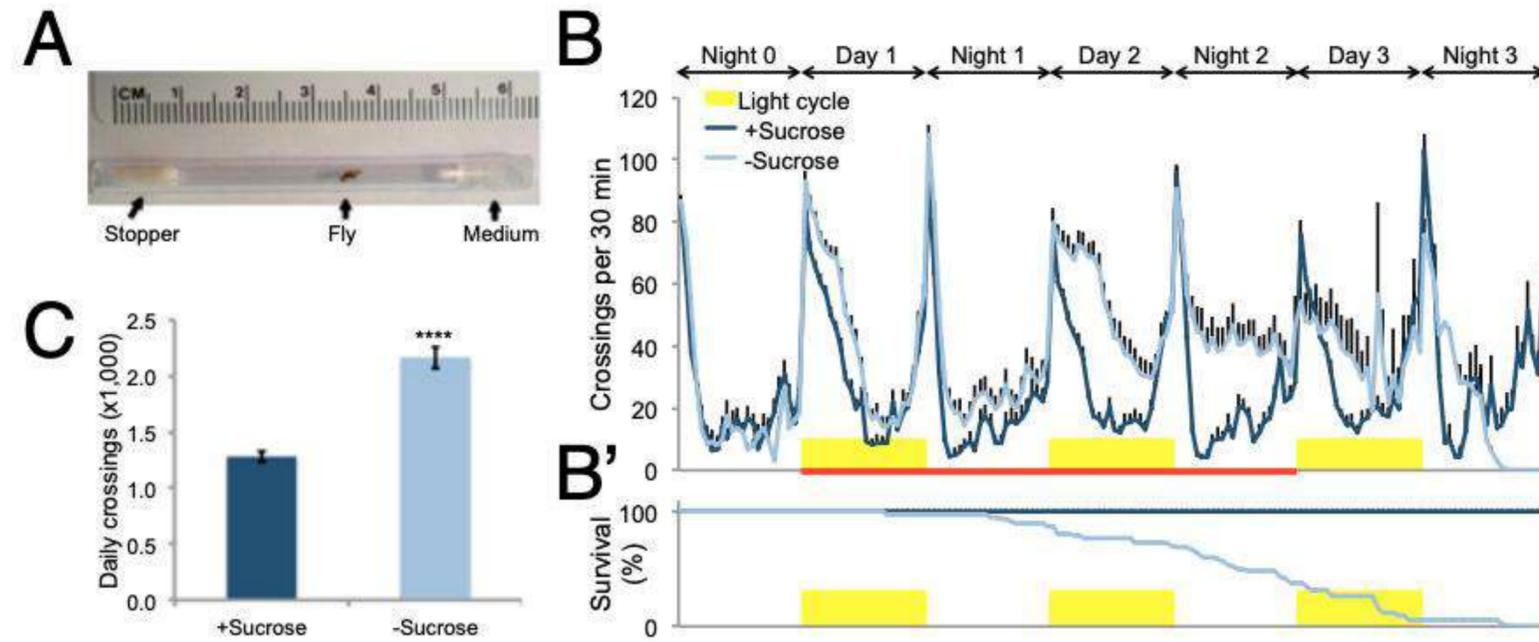 A
CM 1 2 3 4 5 6
Stopper Fly Medium
B
Night 0 Day 1 Night 1 Day 2 Night 2 Day 3 Night 3
Light cycle
+Sucrose
-Sucrose
Crossings per 30 min
120
100
80
60
40
20
0
B’
Survival
(%)
100
0
C
Daily crossings (x1,000)
2.5
2.0
1.5
1.0
0.5
0.0
****
+Sucrose -Sucrose